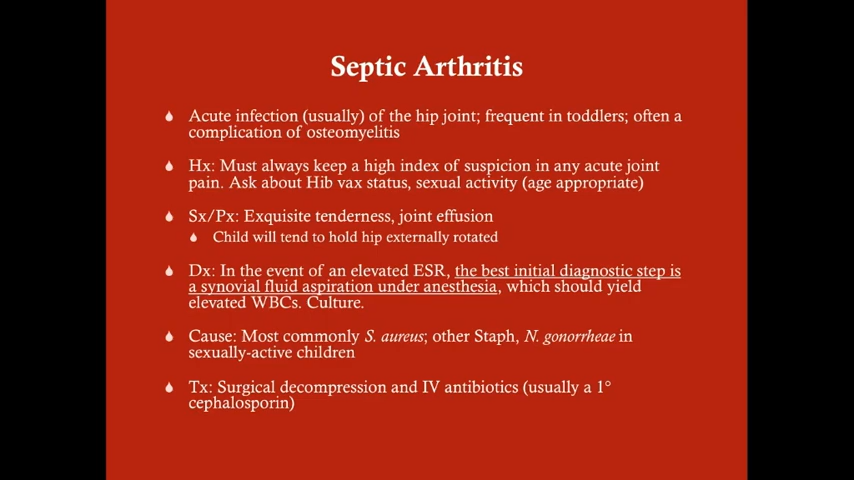 Septic Arthritis
Acute infection (usually) of the hip joint; frequent in toddlers; often a
complication of osteomyelitis
Hx: Must always keep a high index of suspicion in any acute joint
pain. Ask about Hib vax status, sexual activity (age appropriate)
Sx/Px: Exquisite tenderness, joint effusion
Child will tend to hold hip externally rotated
Dx: In the event of an elevated ESR, the best initial diagnostic step is
a synovial fluid aspiration under anesthesia, which should yield
elevated WBCs. Culture.
Cause: Most commonly S. aureus; other Staph, N. gonorrheae in
sexually-active children
Tx: Surgical decompression and IV antibiotics (usually a 1°
cephalosporin)